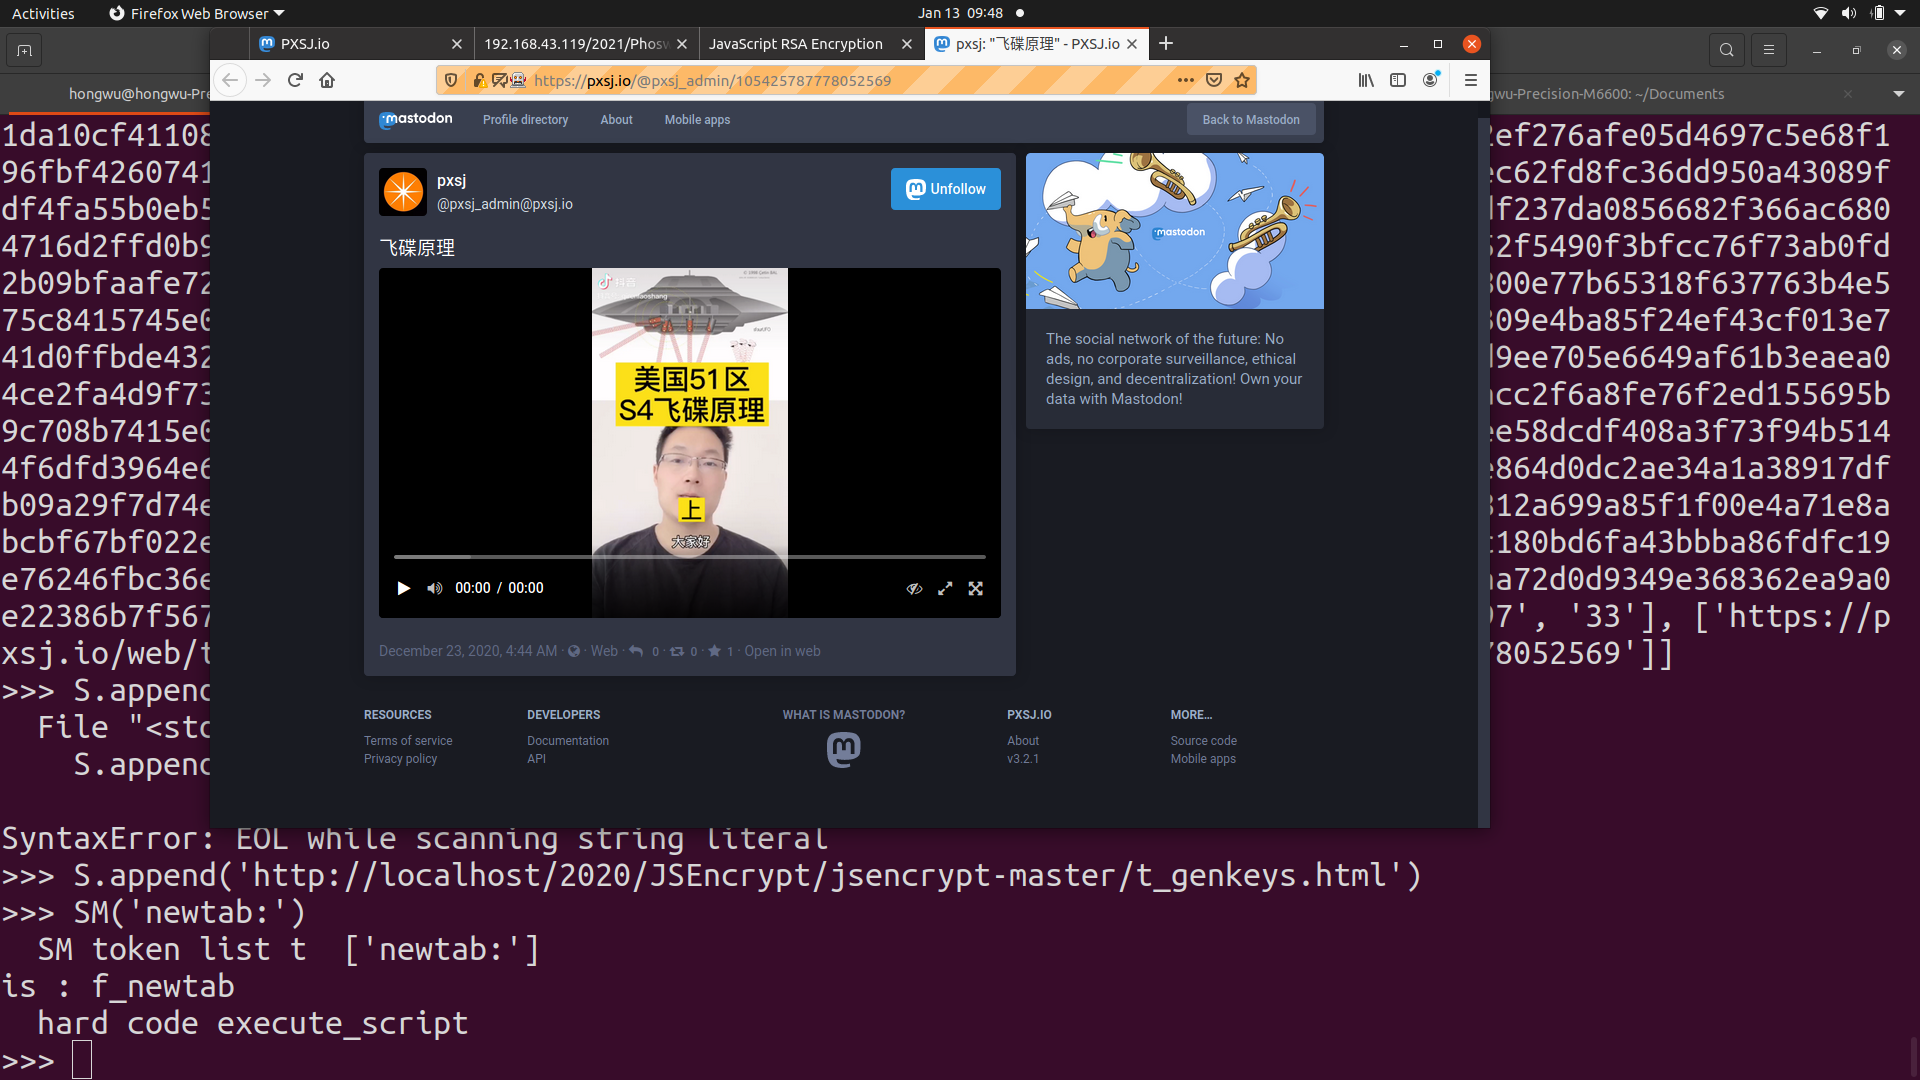 Activities
Firefox Web Browser
Jan 13 09:48
PXSJ.io
192.168.43.119/2021/Phosw
JavaScript RSA Encryption
pxsj: "飞碟原理" - PXSJ.io
https://pxsj.io/@pxsj_admin/105425787778052569
hongwu@hongwu-Pre
gwu-Precision-M6600: ~/Documents
mastodon
Profile directory
About
Mobile apps
Back to Mastodon
pxsj
@pxsj_admin@pxsj.io
Unfollow
飞碟原理
抖音
美国51区
S4飞碟原理
上
大家好
00:00 / 00:00
December 23, 2020, 4:44 AM · Web · 0 · 0 · 1 · Open in web
mastodon
The social network of the future: No
ads, no corporate surveillance, ethical
design, and decentralization! Own your
data with Mastodon!
RESOURCES
Terms of service
Privacy policy
DEVELOPERS
Documentation
API
WHAT IS MASTODON?
PXSJ.IO
About
v3.2.1
MORE…
Source code
Mobile apps
1da10cf41108 ef276afe05d4697c5e68f1
96fbf4260741 c62fd8fc36dd950a43089f
df4fa55b0eb5 f237da0856682f366ac680
4716d2ffd0b9 2f5490f3bfcc76f73ab0fd
2b09bfaafe72 00e77b65318f637763b4e5
75c8415745e0 09e4ba85f24ef43cf013e7
41d0ffbde432 9ee705e6649af61b3eaea0
4ce2fa4d9f73 cc2f6a8fe76f2ed155695b
9c708b7415e0 e58dcdf408a3f73f94b514
4f6dfd3964e6 864d0dc2ae34a1a38917df
b09a29f7d74e 12a699a85f1f00e4a71e8a
bcbf67bf022e 180bd6fa43bbba86fdfc19
e76246fbc36e a72d0d9349e368362ea9a0
e22386b7f567 7', '33'], ['https://p
xsj.io/web/t 8052569']]
>>> S.append
File "<std
S.append
SyntaxError: EOL while scanning string literal
>>> S.append('http://localhost/2020/JSEncrypt/jsencrypt-master/t_genkeys.html')
>>> SM('newtab:')
SM token list t  ['newtab:']
is : f_newtab
hard code execute_script
>>>